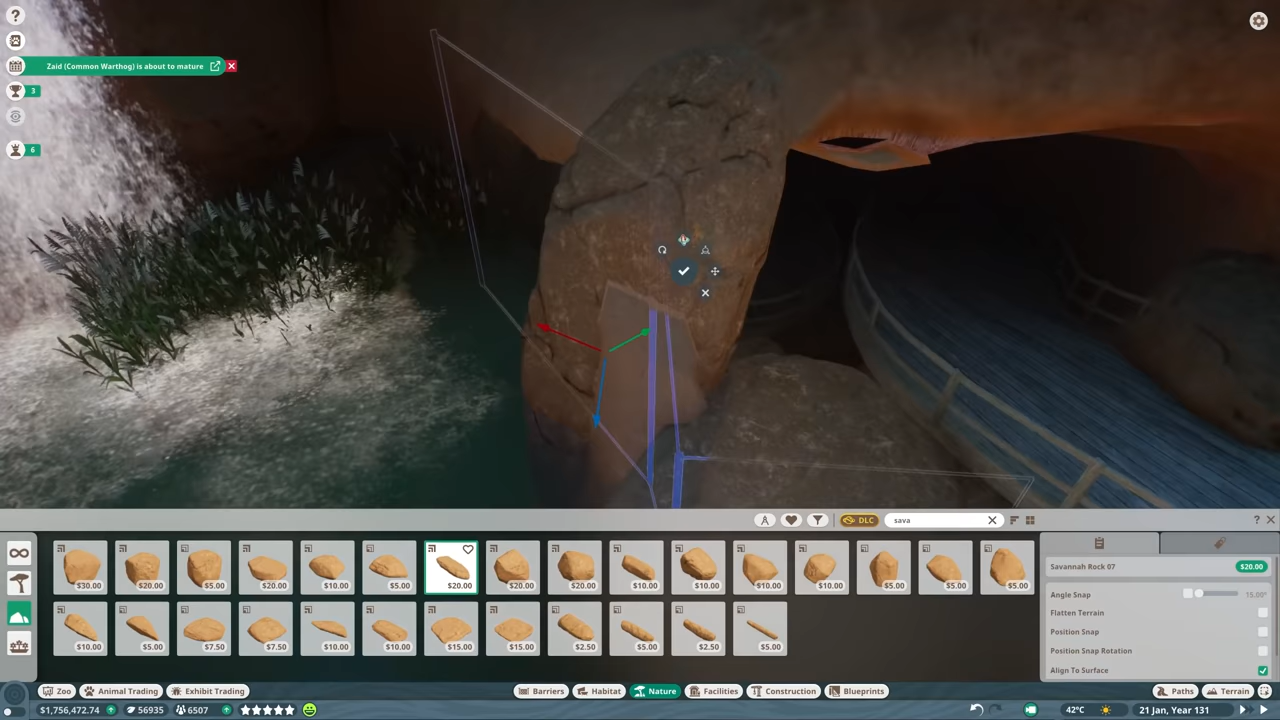 ?
Zaid (Common Warthog) is about to mature
3
6
DLC
sava
?
$30.00 $20.00 $5.00 $20.00 $10.00 $5.00 $20.00 $20.00 $20.00 $10.00 $10.00 $10.00 $10.00 $5.00 $5.00 $5.00
$10.00 $5.00 $7.50 $7.50 $10.00 $10.00 $15.00 $15.00 $2.50 $5.00 $2.50 $5.00
Savannah Rock 07 $20.00
Angle Snap 15.00°
Flatten Terrain
Position Snap
Position Snap Rotation
Align To Surface
Zoo Animal Trading Exhibit Trading Barriers Habitat Nature Facilities Construction Blueprints Paths Terrain
$1,756,472.74 56935 6507 42°C 21 Jan, Year 131